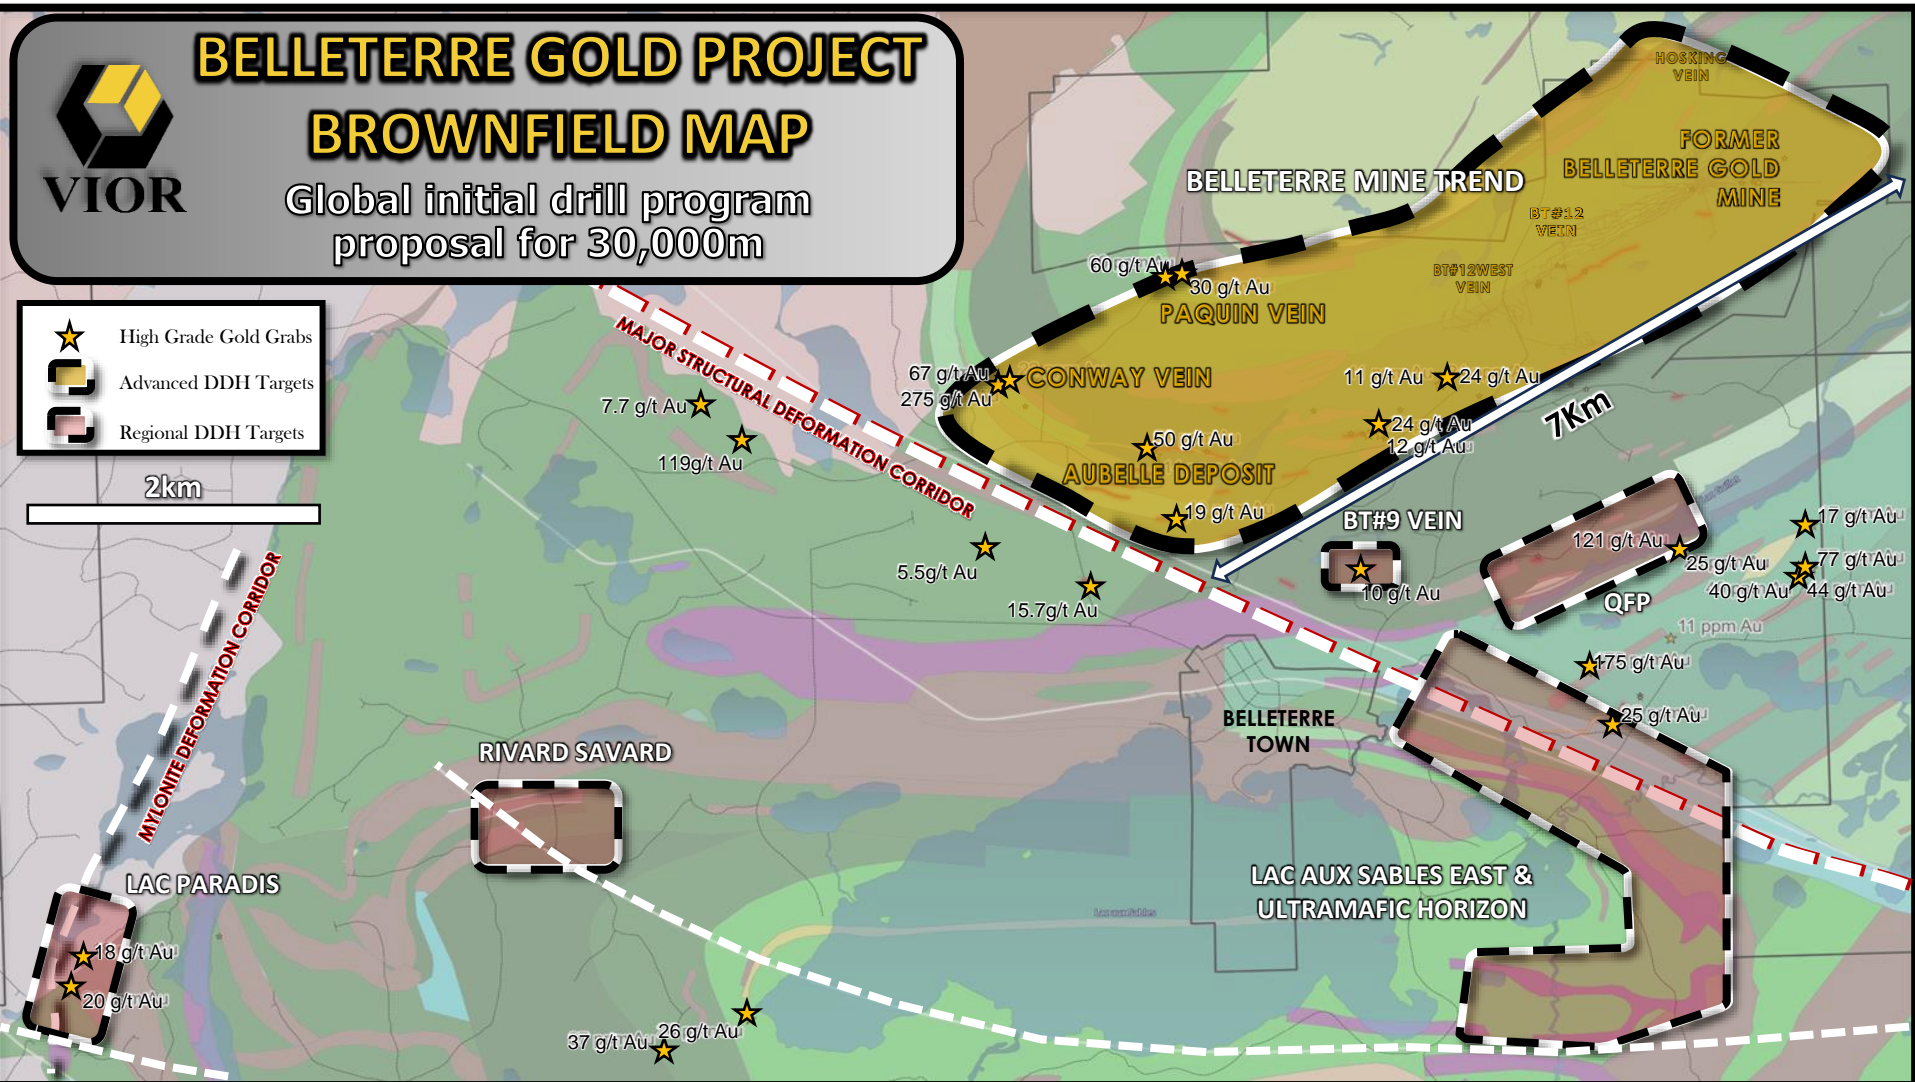 BELLETERRE GOLD PROJECT
BROWNFIELD MAP
Global initial drill program
proposal for 30,000m
VIOR
High Grade Gold Grabs
Advanced DDH Targets
Regional DDH Targets
2km
HOSKING
VEIN
FORMER
BELLETERRE GOLD
MINE
BELLETERRE MINE TREND
BT#12
VEIN
BT#12WEST
VEIN
60 g/t Au
30 g/t Au
PAQUIN VEIN
MAJOR STRUCTURAL DEFORMATION CORRIDOR
67 g/t Au
CONWAY VEIN
275 g/t Au
11 g/t Au
24 g/t Au
7.7 g/t Au
119g/t Au
24 g/t Au
12 g/t Au
7Km
50 g/t Au
AUBELLE DEPOSIT
19 g/t Au
BT#9 VEIN
10 g/t Au
121 g/t Au
25 g/t Au
QFP
17 g/t Au
77 g/t Au
40 g/t Au
44 g/t Au
11 ppm Au
5.5g/t Au
15.7g/t Au
175 g/t Au
25 g/t Au
MYLONITE DEFORMATION CORRIDOR
BELLETERRE
TOWN
RIVARD SAVARD
LAC PARADIS
18 g/t Au
20 g/t Au
LAC AUX SABLES EAST &
ULTRAMAFIC HORIZON
Lac aux Sables
26 g/t Au
37 g/t Au